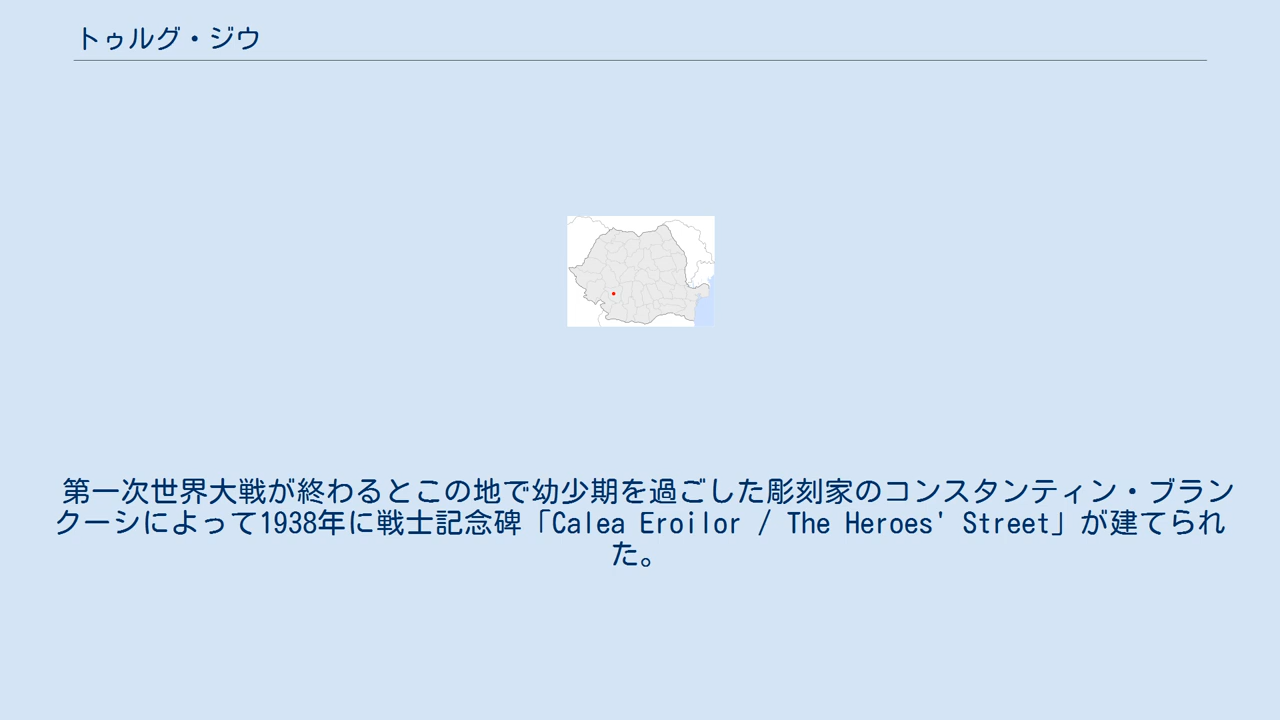 トゥルグ・ジウ
第一次世界大戦が終わるとこの地で幼少期を過ごした彫刻家のコンスタンティン・ブラン
クーシによって1938年に戦士記念碑「Calea Eroilor / The Heroes' Street」が建てられ
た。